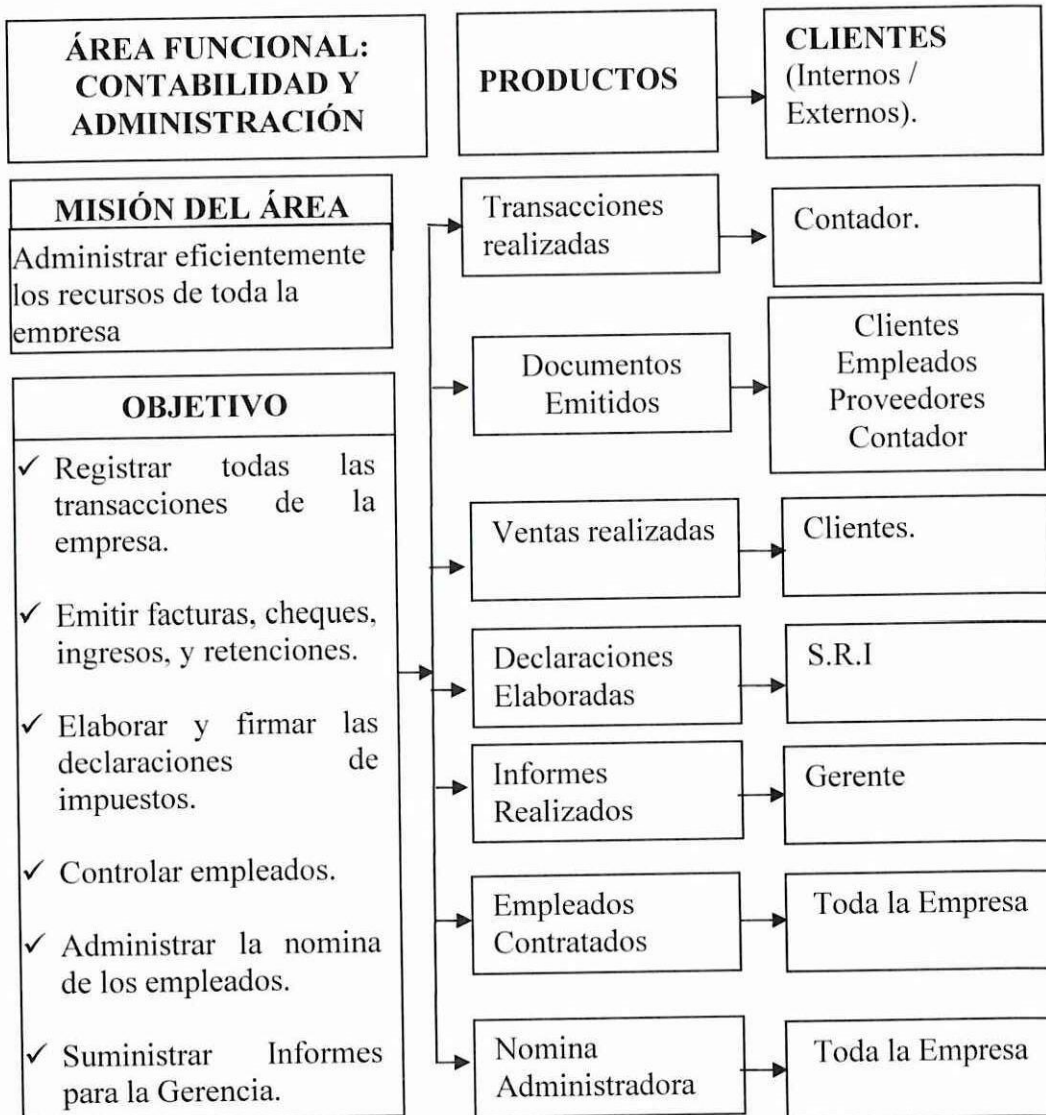 ÁREA FUNCIONAL:
CONTABILIDAD Y
ADMINISTRACIÓN
PRODUCTOS
CLIENTES
(Internos /
Externos).
MISIÓN DEL ÁREA
Administrar eficientemente
los recursos de toda la
empresa
OBJETIVO
✓ Registrar todas las
transacciones de la
empresa.
✓ Emitir facturas, cheques,
ingresos, y retenciones.
✓ Elaborar y firmar las
declaraciones de
impuestos.
✓ Controlar empleados.
✓ Administrar la nomina
de los empleados.
✓ Suministrar Informes
para la Gerencia.
Transacciones
realizadas
Contador.
Documentos
Emitidos
Clientes
Empleados
Proveedores
Contador
Ventas realizadas
Clientes.
Declaraciones
Elaboradas
S.R.I
Informes
Realizados
Gerente
Empleados
Contratados
Toda la Empresa
Nomina
Administradora
Toda la Empresa